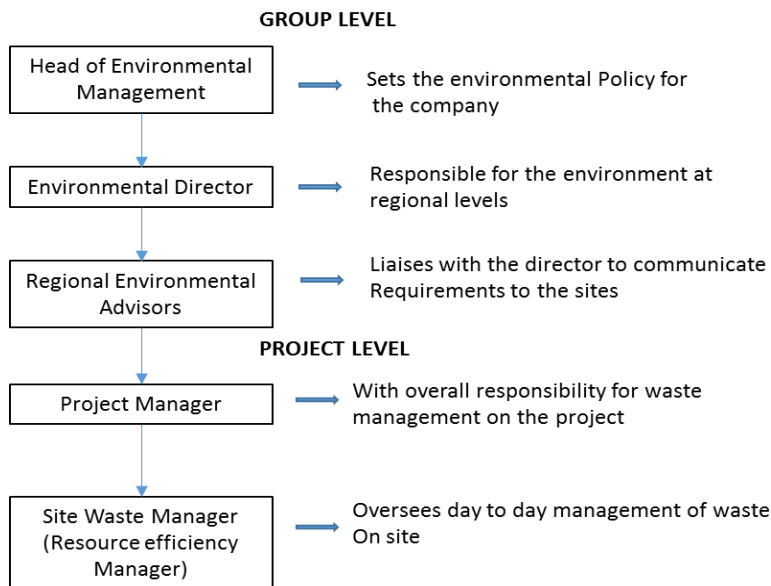 GROUP LEVEL
Head of Environmental
Management
Sets the environmental Policy for
the company
Environmental Director
Responsible for the environment at
regional levels
Regional Environmental
Advisors
Liaises with the director to communicate
Requirements to the sites
PROJECT LEVEL
Project Manager
With overall responsibility for waste
management on the project
Site Waste Manager
(Resource efficiency
Manager)
Oversees day to day management of waste
On site